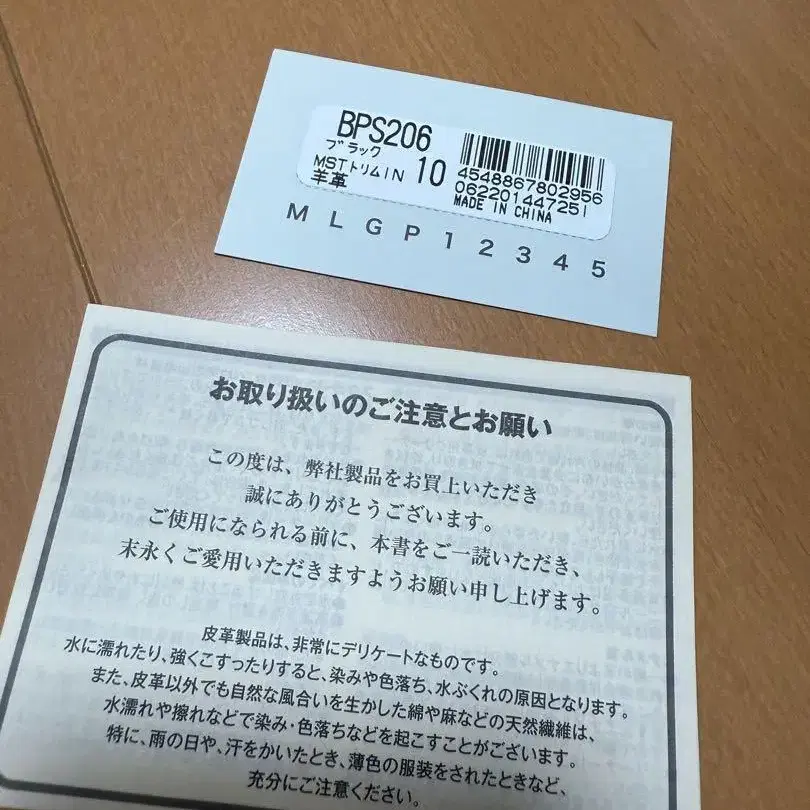 BPS206
ブラック
MSTトリムIN 10
羊革
4548867802956
062201447251
MADE IN CHINA
M L G P 1 2 3 4 5
お取り扱いのご注意とお願い
この度は、弊社製品をお買上いただき
誠にありがとうございます。
ご使用になられる前に、本書をご一読いただき、
末永くご愛用いただきますようお願い申し上げます。
皮革製品は、非常にデリケートなものです。
水に濡れたり、強くこすったりすると、染みや色落ち、水ぶくれの原因となります。
また、皮革以外でも自然な風合いを生かした綿や麻などの天然繊維は、
水濡れや擦れなどで染み・色落ちなどを起こすことがございます。
特に、雨の日や、汗をかいたとき、薄色の服装をされたときなど、
充分にご注意ください。